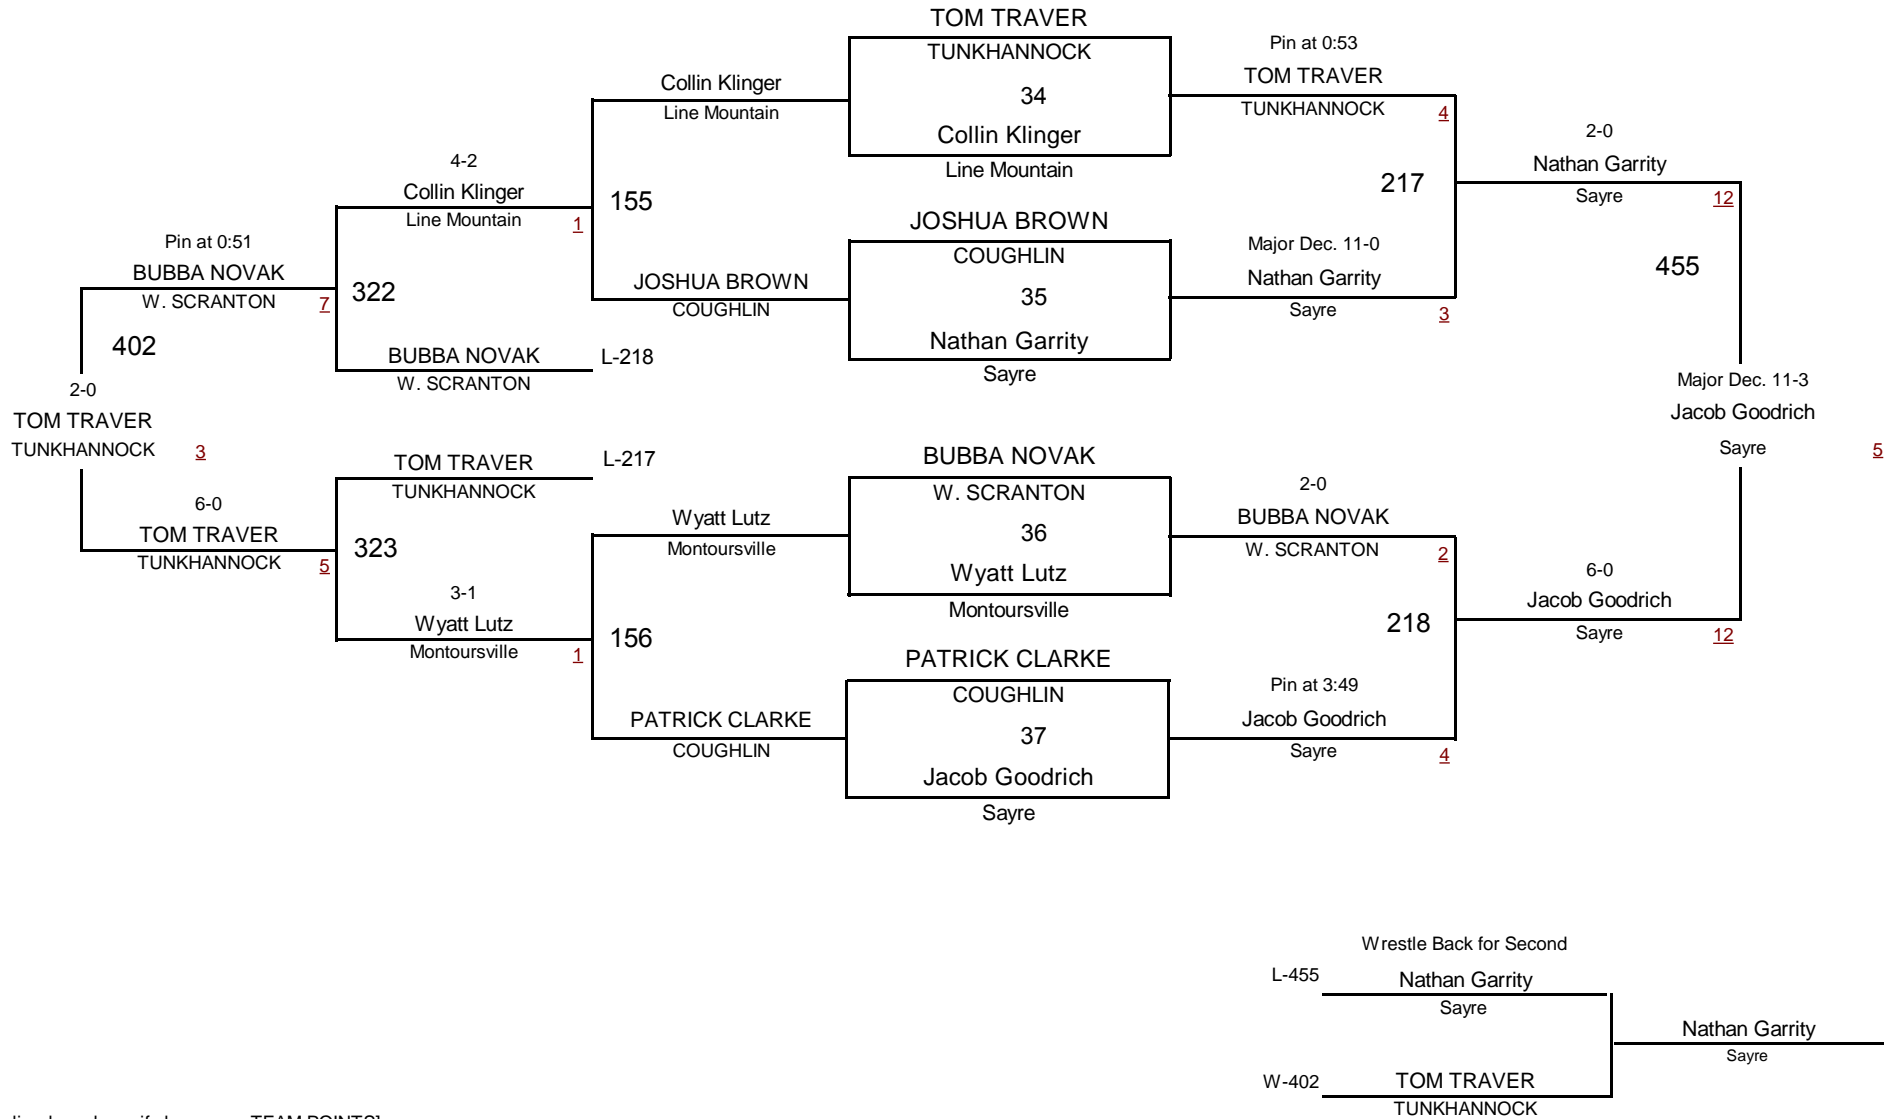 TOM TRAVER
TUNKHANNOCK
34
Collin Klinger
Line Mountain
Pin at 0:53
TOM TRAVER
TUNKHANNOCK
4
Collin Klinger
Line Mountain
4-2
Collin Klinger
Line Mountain
1
155
JOSHUA BROWN
COUGHLIN
35
Nathan Garrity
Sayre
Major Dec. 11-0
Nathan Garrity
Sayre
3
217
2-0
Nathan Garrity
Sayre
12
455
Pin at 0:51
BUBBA NOVAK
W. SCRANTON
7
322
JOSHUA BROWN
COUGHLIN
402
BUBBA NOVAK
W. SCRANTON
L-218
2-0
TOM TRAVER
TUNKHANNOCK
3
Major Dec. 11-3
Jacob Goodrich
Sayre
5
TOM TRAVER
TUNKHANNOCK
L-217
BUBBA NOVAK
W. SCRANTON
36
Wyatt Lutz
Montoursville
2-0
BUBBA NOVAK
W. SCRANTON
2
6-0
TOM TRAVER
TUNKHANNOCK
5
323
Wyatt Lutz
Montoursville
3-1
Wyatt Lutz
Montoursville
1
156
6-0
Jacob Goodrich
Sayre
12
218
PATRICK CLARKE
COUGHLIN
37
Jacob Goodrich
Sayre
Pin at 3:49
Jacob Goodrich
Sayre
4
PATRICK CLARKE
COUGHLIN
Wrestle Back for Second
L-455
Nathan Garrity
Sayre
Nathan Garrity
Sayre
W-402
TOM TRAVER
TUNKHANNOCK